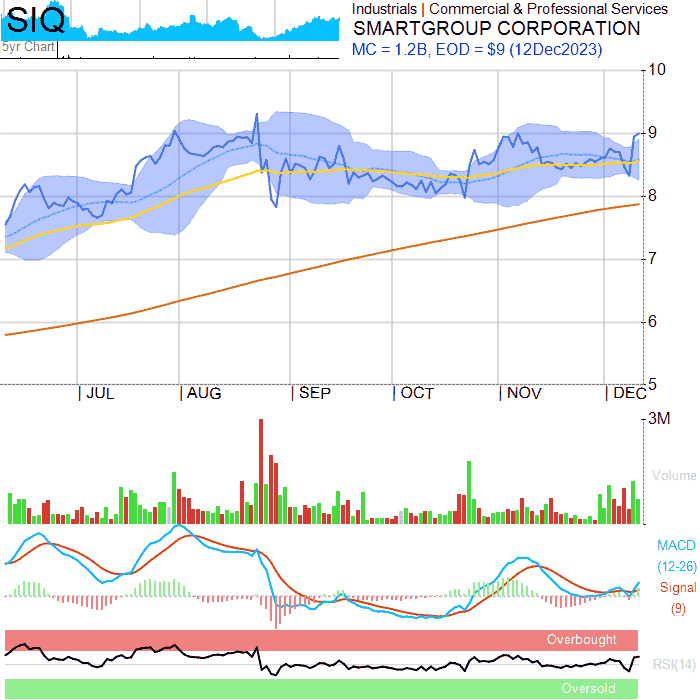 SIQ
5yr Chart
Industrials | Commercial & Professional Services
SMARTGROUP CORPORATION
MC = 1.2B, EOD = $9 (12Dec2023)
10
9
8
7
6
5
JUL AUG SEP OCT NOV DEC
3M
Volume
MACD
(12-26)
Signal
(9)
Overbought
RSI(14)
Oversold